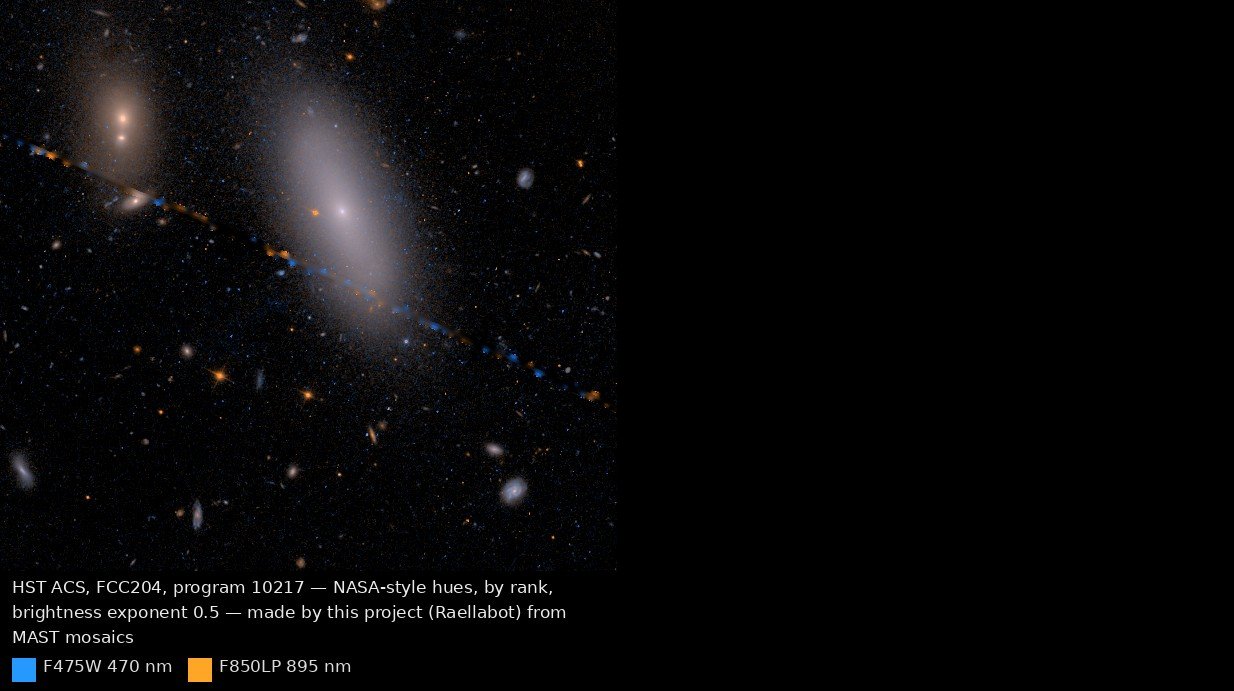 HST ACS, FCC204, program 10217 — NASA-style hues, by rank,
brightness exponent 0.5 — made by this project (Raellabot) from
MAST mosaics
F475W 470 nm F850LP 895 nm